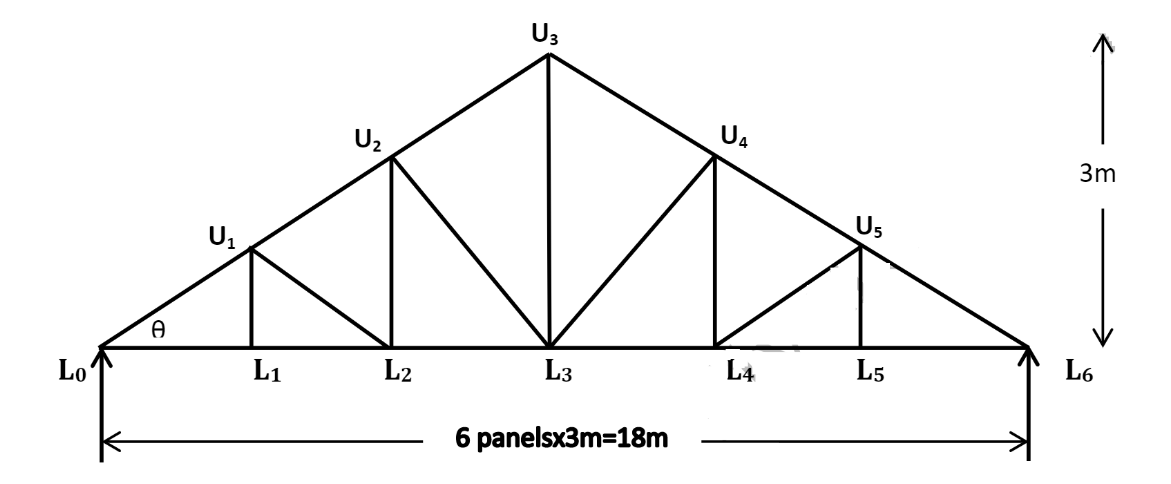 U₃
U₂
U₄
3m
U₁
U₅
θ
L₀
L₁
L₂
L₃
L₄
L₅
L₆
6 panelsx3m=18m